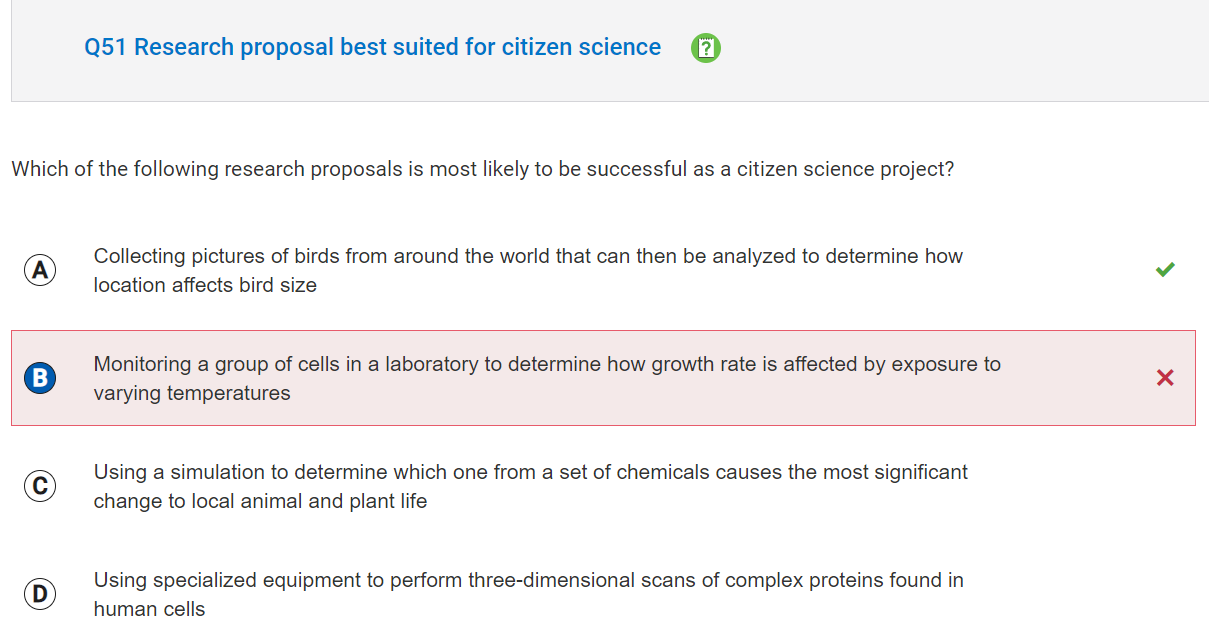 Q51 Research proposal best suited for citizen science
?
Which of the following research proposals is most likely to be successful as a citizen science project?
A
Collecting pictures of birds from around the world that can then be analyzed to determine how
location affects bird size
B
Monitoring a group of cells in a laboratory to determine how growth rate is affected by exposure to
varying temperatures
C
Using a simulation to determine which one from a set of chemicals causes the most significant
change to local animal and plant life
D
Using specialized equipment to perform three-dimensional scans of complex proteins found in
human cells